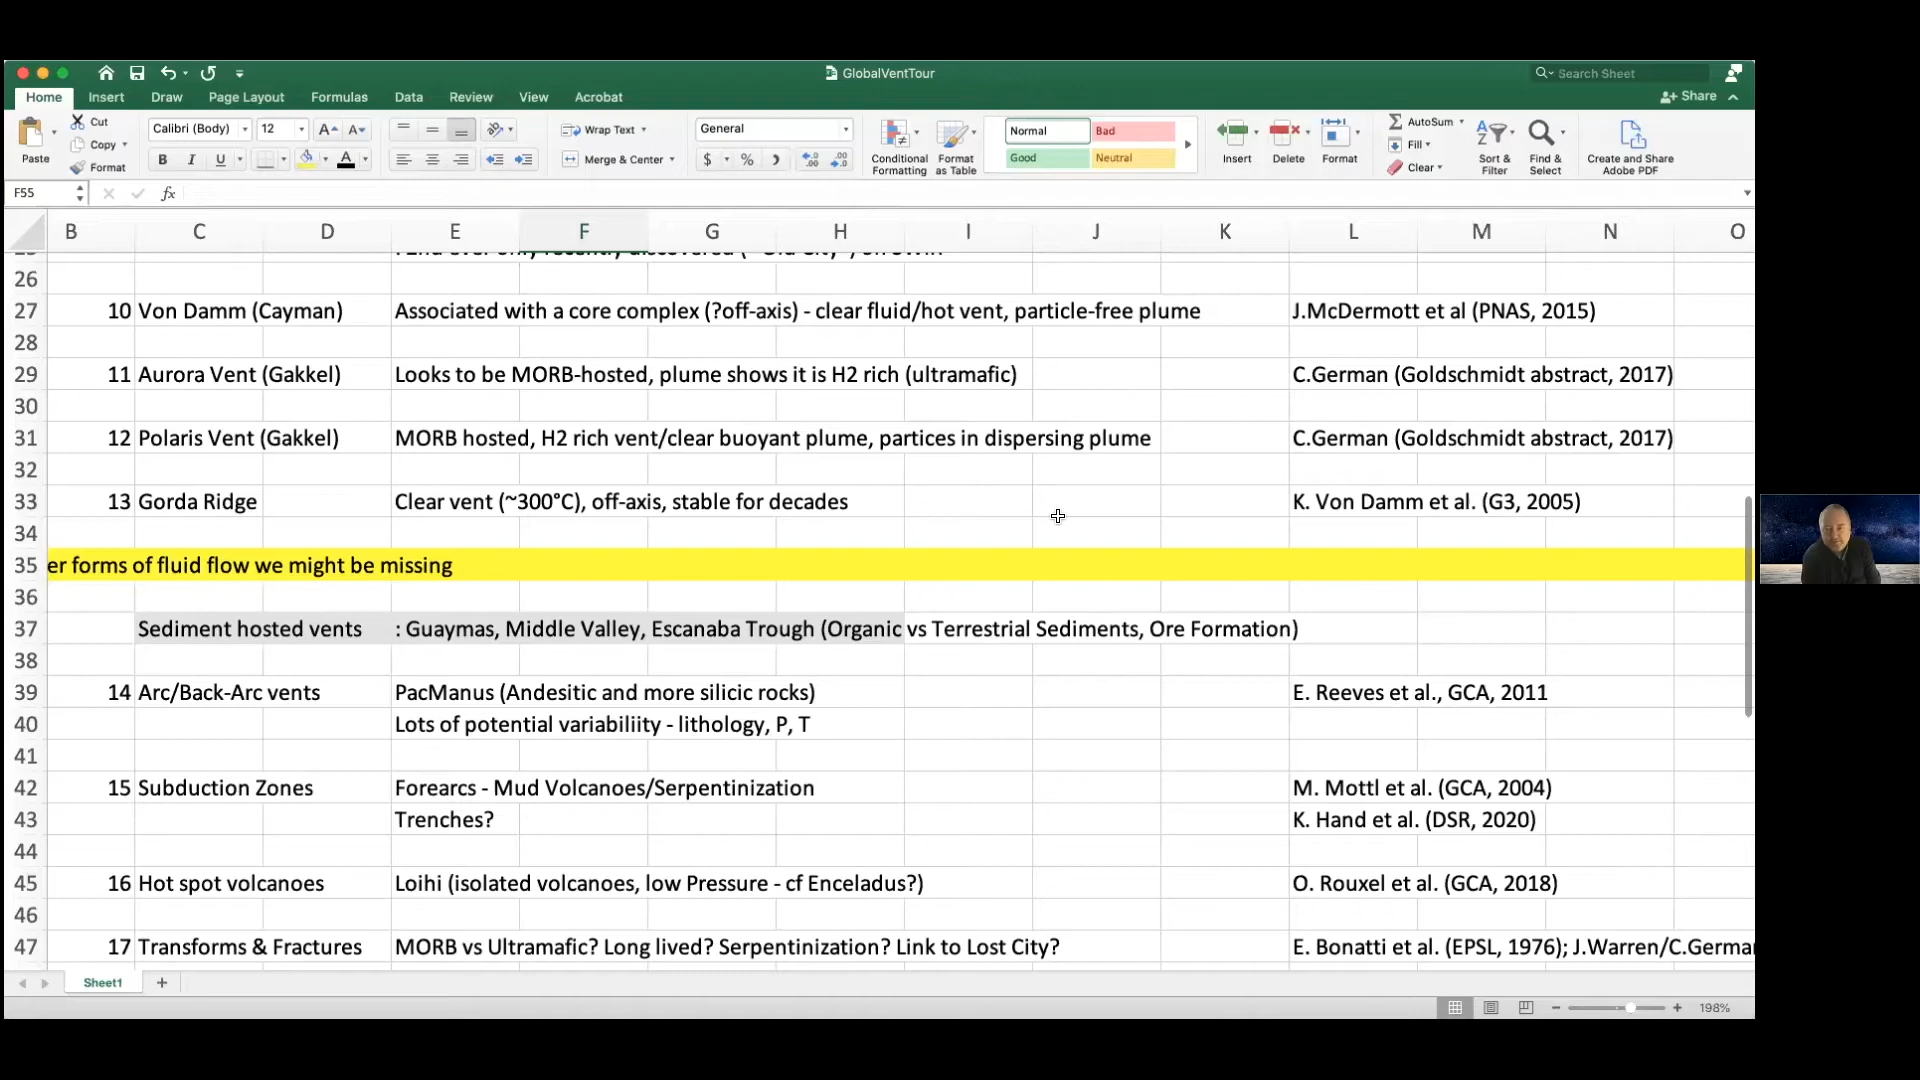 GlobalVentTour
Search Sheet
Home Insert Draw Page Layout Formulas Data Review View Acrobat
Share
Paste
Cut
Copy
Format
Calibri (Body) 12
B I U
Wrap Text
Merge & Center
General
$ %
Conditional Formatting
Format as Table
Normal Bad
Good Neutral
Insert Delete Format
AutoSum
Fill
Clear
Sort & Filter
Find & Select
Create and Share Adobe PDF
F55 fx
B C D E F G H I J K L M N O
26
27 10 Von Damm (Cayman) Associated with a core complex (?off-axis) - clear fluid/hot vent, particle-free plume J.McDermott et al (PNAS, 2015)
28
29 11 Aurora Vent (Gakkel) Looks to be MORB-hosted, plume shows it is H2 rich (ultramafic) C.German (Goldschmidt abstract, 2017)
30
31 12 Polaris Vent (Gakkel) MORB hosted, H2 rich vent/clear buoyant plume, partices in dispersing plume C.German (Goldschmidt abstract, 2017)
32
33 13 Gorda Ridge Clear vent (~300°C), off-axis, stable for decades K. Von Damm et al. (G3, 2005)
34
35 er forms of fluid flow we might be missing
36
37 Sediment hosted vents : Guaymas, Middle Valley, Escanaba Trough (Organic vs Terrestrial Sediments, Ore Formation)
38
39 14 Arc/Back-Arc vents PacManus (Andesitic and more silicic rocks) E. Reeves et al., GCA, 2011
40 Lots of potential variabiliity - lithology, P, T
41
42 15 Subduction Zones Forearcs - Mud Volcanoes/Serpentinization M. Mottl et al. (GCA, 2004)
43 Trenches? K. Hand et al. (DSR, 2020)
44
45 16 Hot spot volcanoes Loihi (isolated volcanoes, low Pressure - cf Enceladus?) O. Rouxel et al. (GCA, 2018)
46
47 17 Transforms & Fractures MORB vs Ultramafic? Long lived? Serpentinization? Link to Lost City? E. Bonatti et al. (EPSL, 1976); J.Warren/C.Germa
Sheet1
198%